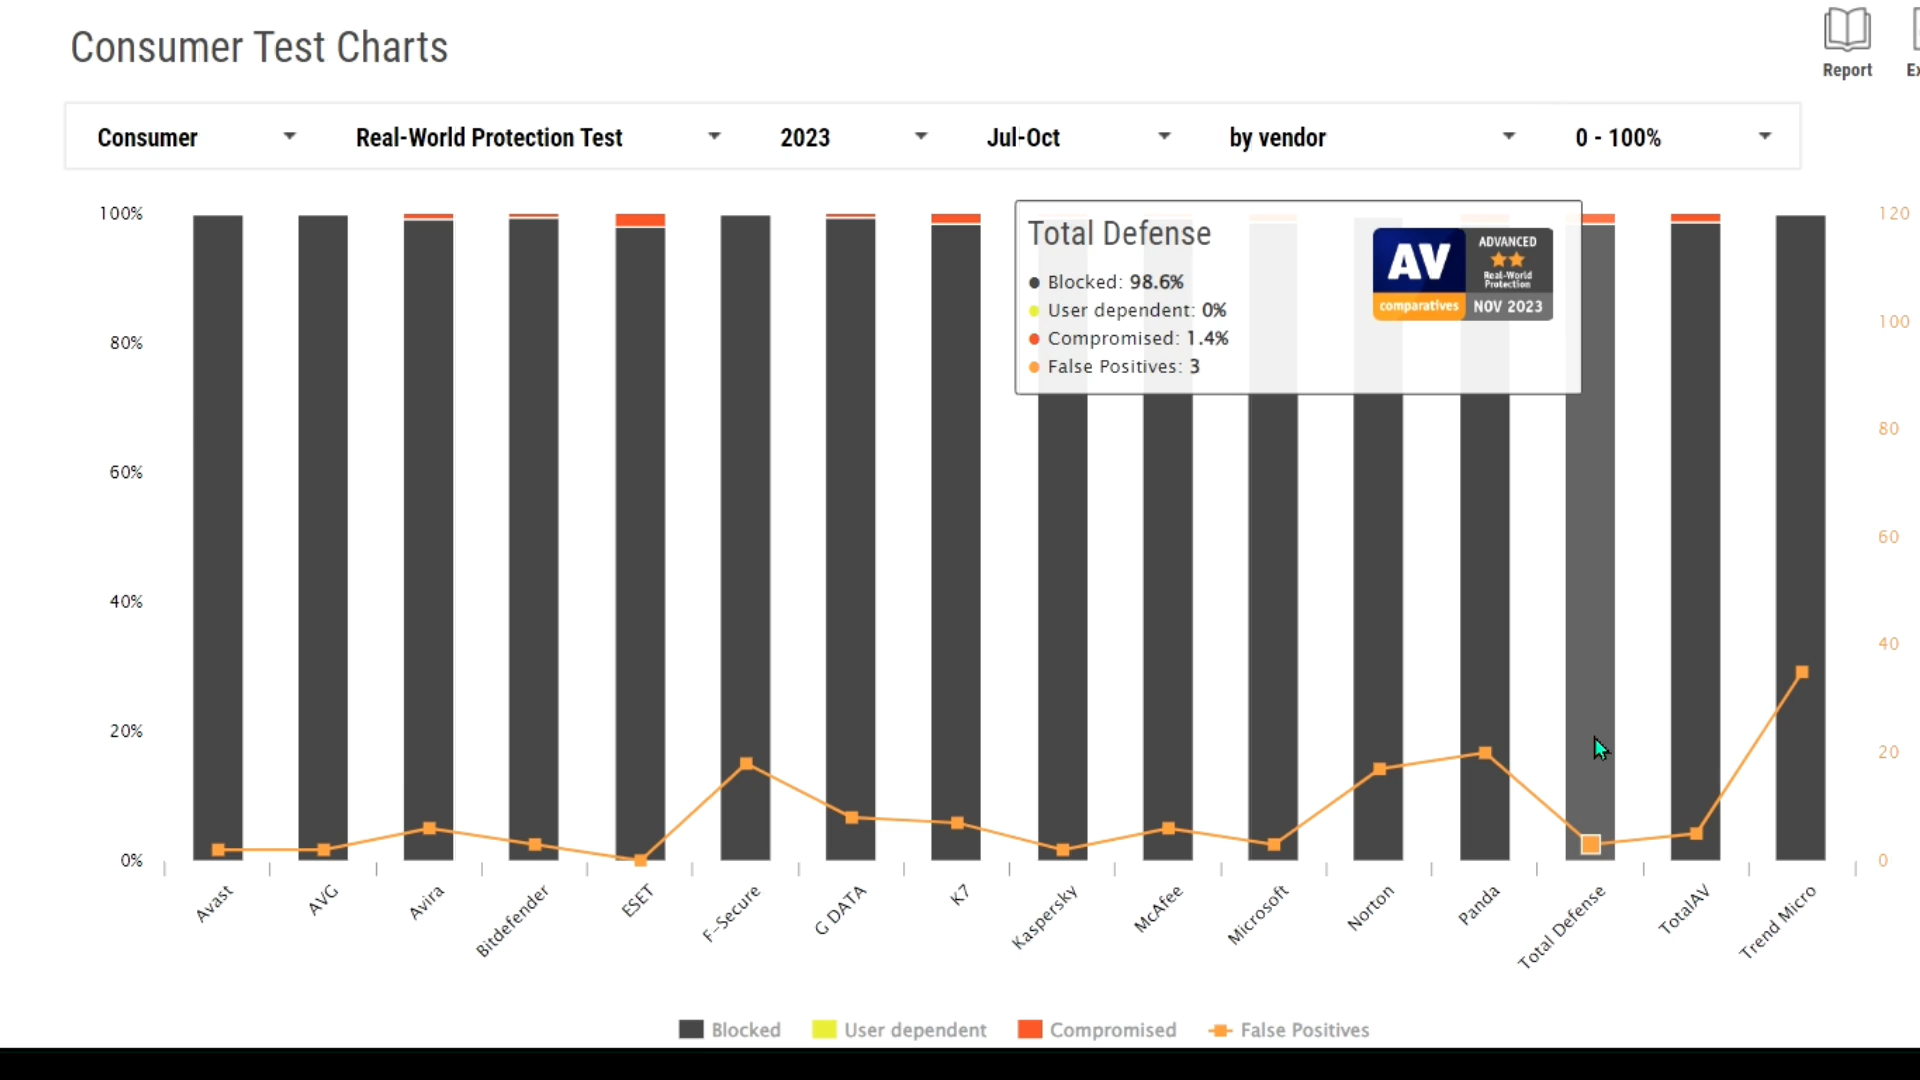 Consumer Test Charts
Report
Ex
Consumer
Real-World Protection Test
2023
Jul-Oct
by vendor
0 - 100%
100%
80%
60%
40%
20%
0%
Total Defense
Blocked: 98.6%
User dependent: 0%
Compromised: 1.4%
False Positives: 3
AV
comparatives
ADVANCED
Real-World
Protection
NOV 2023
120
100
80
60
40
20
0
Avast
AVG
Avira
Bitdefender
ESET
F-Secure
G DATA
K7
Kaspersky
McAfee
Microsoft
Norton
Panda
Total Defense
TotalAV
Trend Micro
Blocked
User dependent
Compromised
False Positives